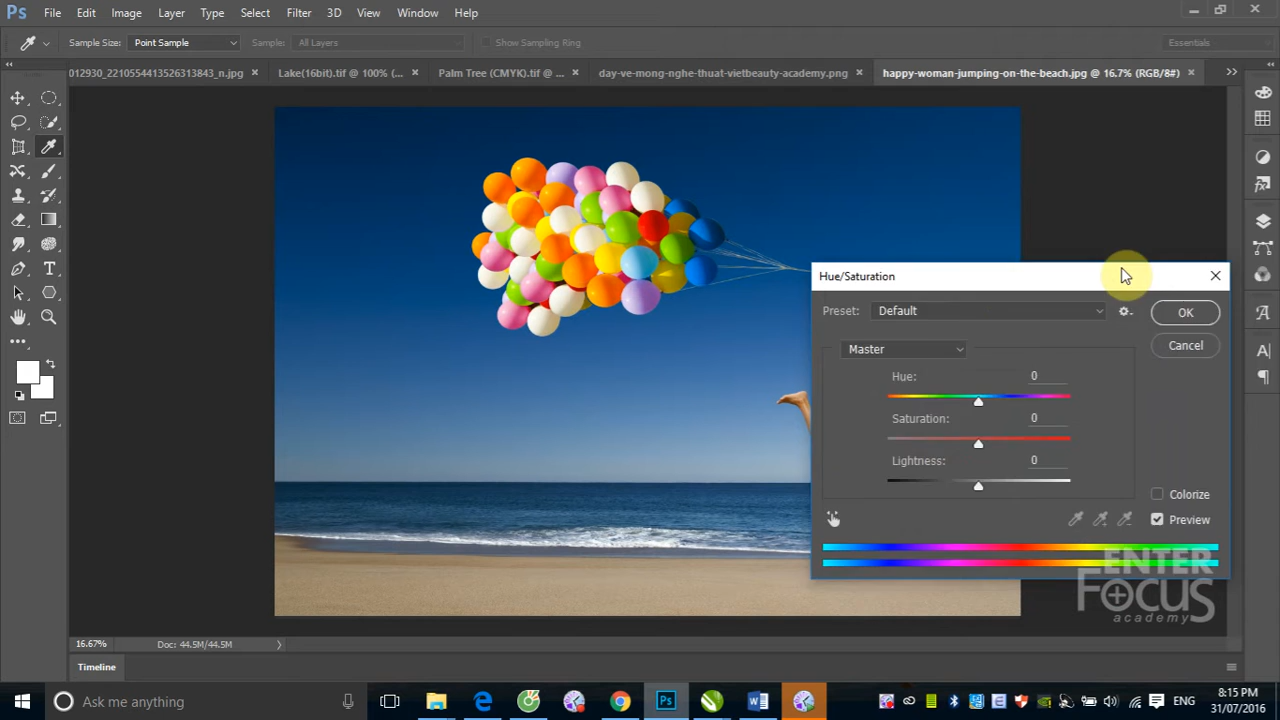 Ps File Edit Image Layer Type Select Filter 3D View Window Help
Sample Size: Point Sample Sample: All Layers Show Sampling Ring Essentials
012930_2210554413526313843_n.jpg Lake(16bit).tif @ 100% (... Palm Tree (CMYK).tif @ ... day-ve-mong-nghe-thuat-vietbeauty-academy.png happy-woman-jumping-on-the-beach.jpg @ 16.7% (RGB/8#)
Hue/Saturation
Preset: Default OK
Master Cancel
Hue: 0
Saturation: 0
Lightness: 0
Colorize
Preview
ENTER
FOCUS
academy
16.67% Doc: 44.5M/44.5M
Timeline
Ask me anything ENG 8:15 PM
31/07/2016